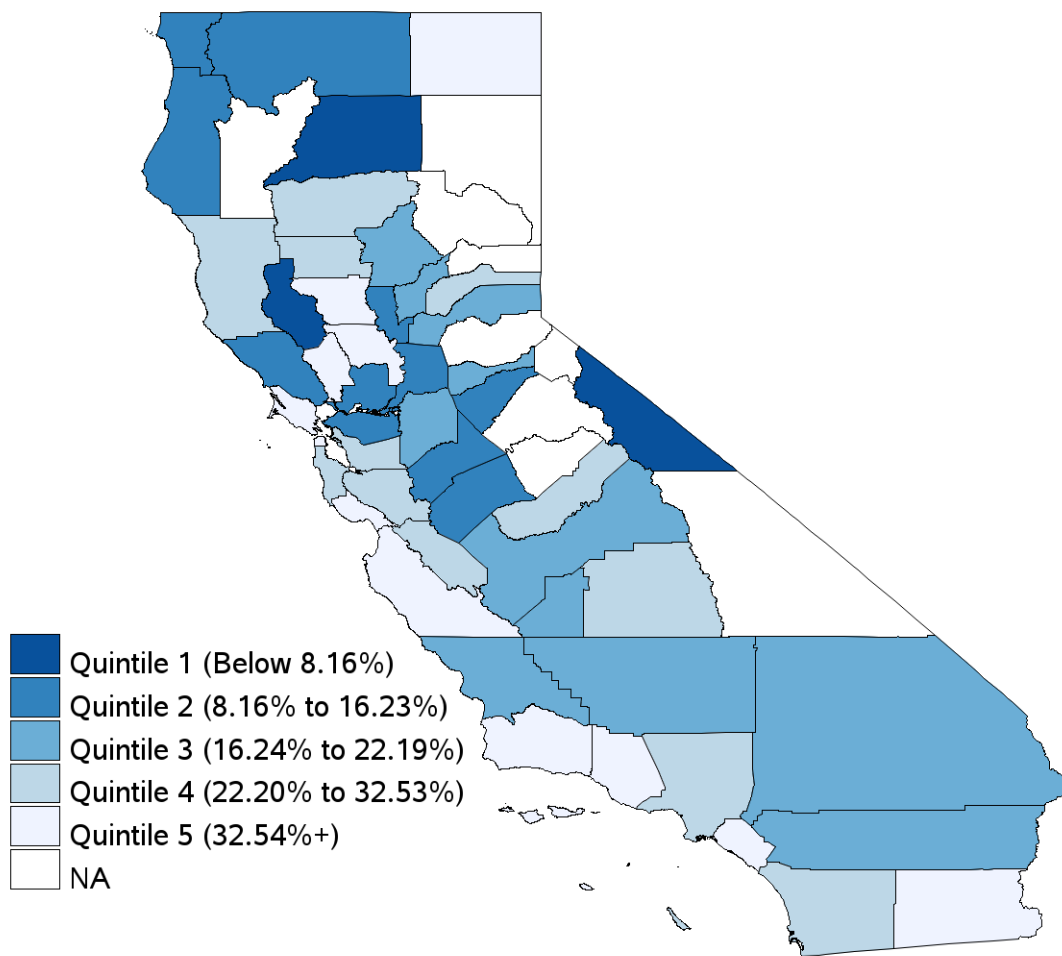 Quintile 1 (Below 8.16%)
Quintile 2 (8.16% to 16.23%)
Quintile 3 (16.24% to 22.19%)
Quintile 4 (22.20% to 32.53%)
Quintile 5 (32.54%+)
NA